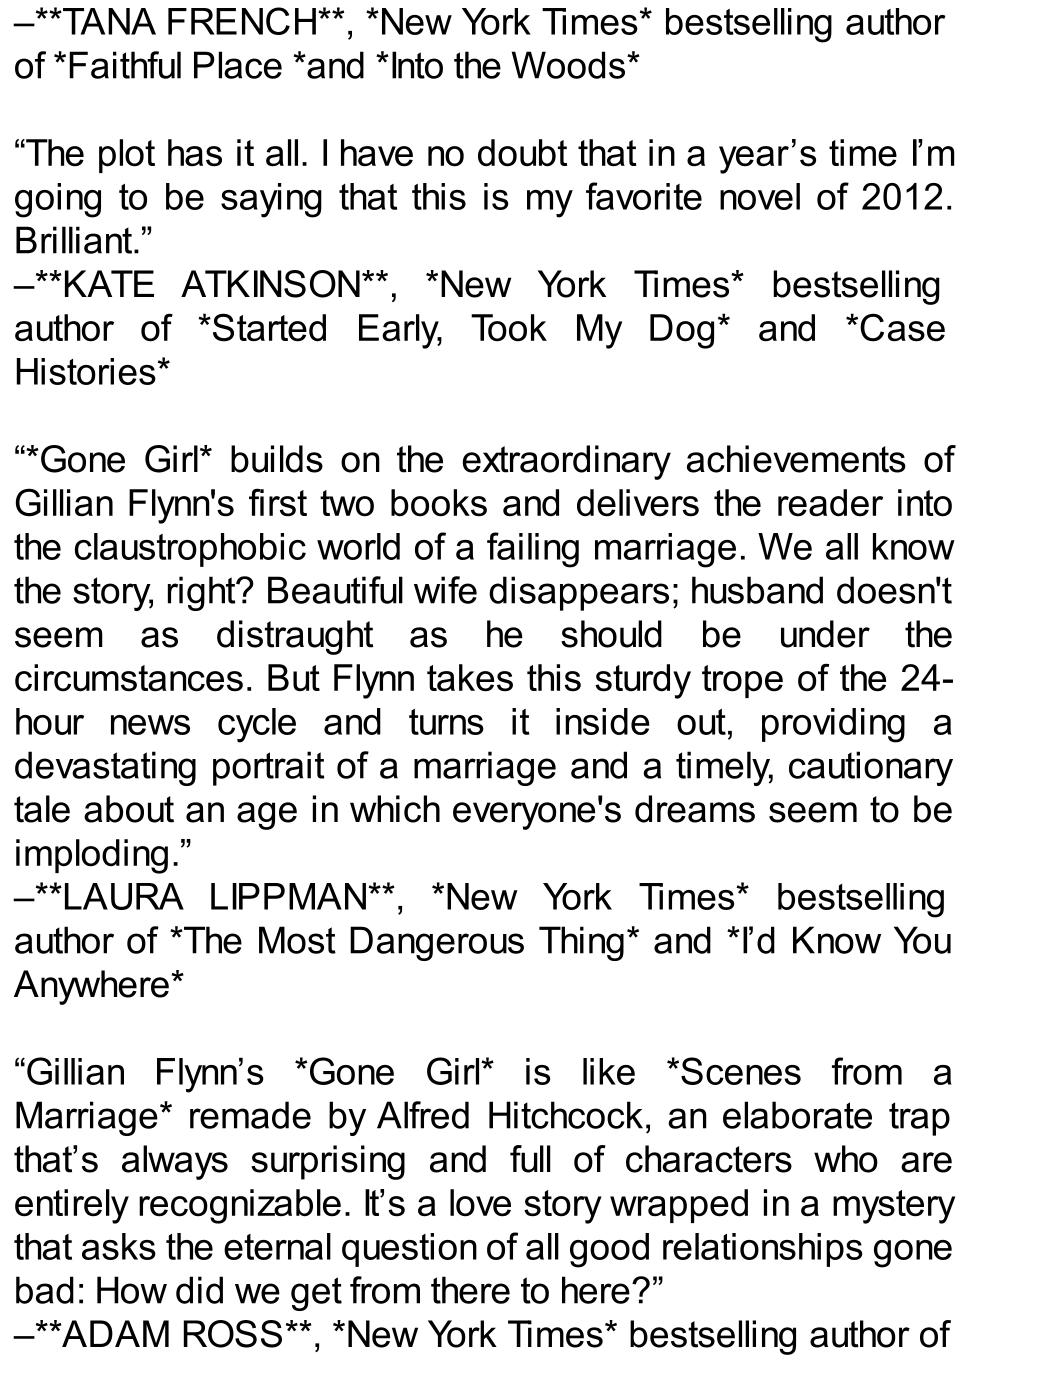 –**TANA FRENCH**, *New York Times* bestselling author
of *Faithful Place *and *Into the Woods*
“The plot has it all. I have no doubt that in a year’s time I’m
going to be saying that this is my favorite novel of 2012.
Brilliant.”
–**KATE ATKINSON**, *New York Times* bestselling
author of *Started Early, Took My Dog* and *Case
Histories*
“*Gone Girl* builds on the extraordinary achievements of
Gillian Flynn's first two books and delivers the reader into
the claustrophobic world of a failing marriage. We all know
the story, right? Beautiful wife disappears; husband doesn't
seem as distraught as he should be under the
circumstances. But Flynn takes this sturdy trope of the 24-
hour news cycle and turns it inside out, providing a
devastating portrait of a marriage and a timely, cautionary
tale about an age in which everyone's dreams seem to be
imploding.”
–**LAURA LIPPMAN**, *New York Times* bestselling
author of *The Most Dangerous Thing* and *I’d Know You
Anywhere*
“Gillian Flynn’s *Gone Girl* is like *Scenes from a
Marriage* remade by Alfred Hitchcock, an elaborate trap
that’s always surprising and full of characters who are
entirely recognizable. It’s a love story wrapped in a mystery
that asks the eternal question of all good relationships gone
bad: How did we get from there to here?”
–**ADAM ROSS**, *New York Times* bestselling author of